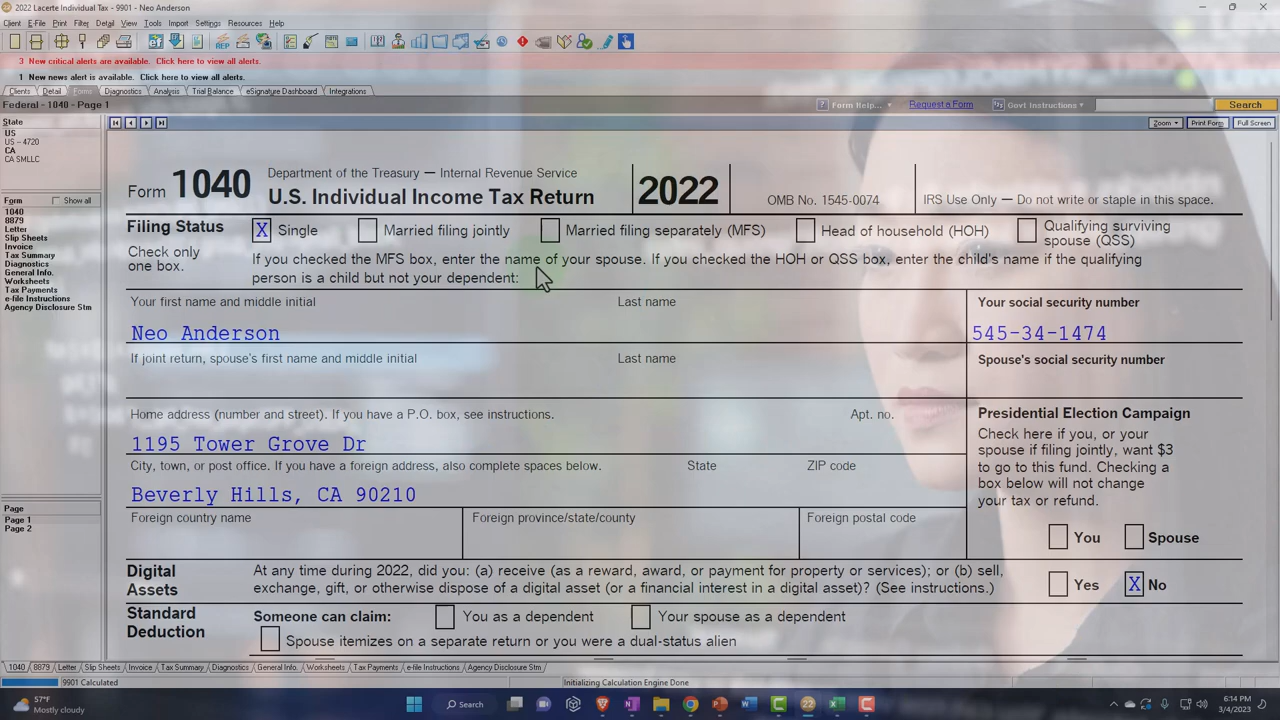 2022 Lacerte Individual Tax - 9901 - Neo Anderson
Client E-File Print Filter Detail View Tools Import Settings Resources Help
3 New critical alerts are available. Click here to view all alerts.
1 New news alert is available. Click here to view all alerts.
Clients Detail Forms Diagnostics Analysis Trial Balance eSignature Dashboard Integrations
Federal - 1040 - Page 1
Form Help... Request a Form Govt Instructions Search
Zoom Print Form Full Screen
State
US
US - 4720
CA
CA SMLLC
Form Show all
1040
8879
Letter
Slip Sheets
Invoice
Tax Summary
Diagnostics
General Info.
Worksheets
Tax Payments
e-file Instructions
Agency Disclosure Stm
Page
Page 1
Page 2
Form 1040
Department of the Treasury — Internal Revenue Service
U.S. Individual Income Tax Return
2022
OMB No. 1545-0074
IRS Use Only — Do not write or staple in this space.
Filing Status
Check only
one box.
X Single Married filing jointly Married filing separately (MFS) Head of household (HOH) Qualifying surviving
spouse (QSS)
If you checked the MFS box, enter the name of your spouse. If you checked the HOH or QSS box, enter the child's name if the qualifying
person is a child but not your dependent:
Your first name and middle initial Last name Your social security number
Neo Anderson 545-34-1474
If joint return, spouse's first name and middle initial Last name Spouse's social security number
Home address (number and street). If you have a P.O. box, see instructions. Apt. no.
1195 Tower Grove Dr
City, town, or post office. If you have a foreign address, also complete spaces below. State ZIP code
Beverly Hills, CA 90210
Foreign country name Foreign province/state/county Foreign postal code
Presidential Election Campaign
Check here if you, or your
spouse if filing jointly, want $3
to go to this fund. Checking a
box below will not change
your tax or refund.
You Spouse
Digital
Assets
At any time during 2022, did you: (a) receive (as a reward, award, or payment for property or services); or (b) sell,
exchange, gift, or otherwise dispose of a digital asset (or a financial interest in a digital asset)? (See instructions.)
Yes X No
Standard
Deduction
Someone can claim: You as a dependent Your spouse as a dependent
Spouse itemizes on a separate return or you were a dual-status alien
1040 8879 Letter Slip Sheets Invoice Tax Summary Diagnostics General Info. Worksheets Tax Payments e-file Instructions Agency Disclosure Stm
9901 Calculated Initializing Calculation Engine Done
57°F
Mostly cloudy
Search
6:14 PM
3/4/2023